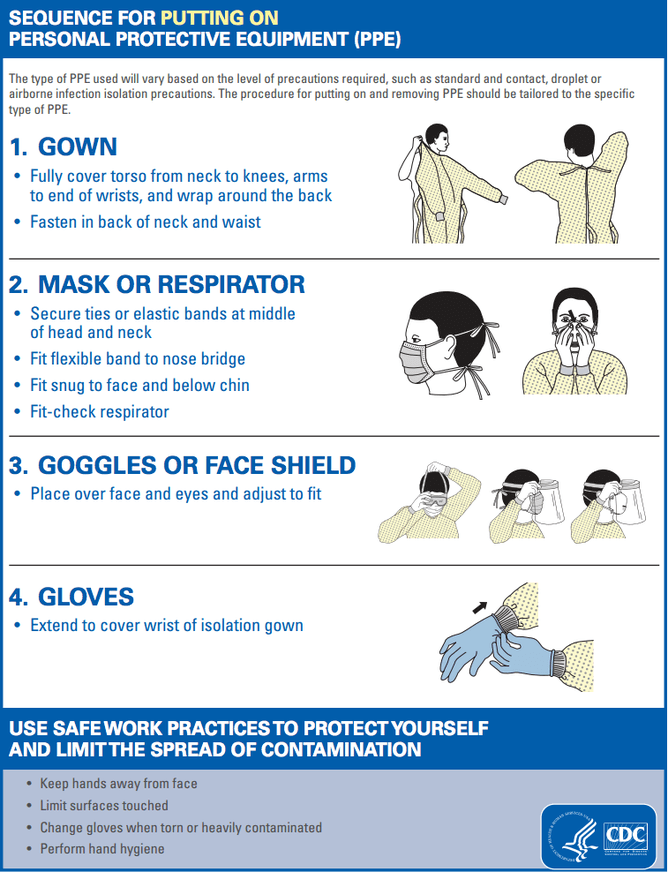 SEQUENCE FOR PUTTING ON
PERSONAL PROTECTIVE EQUIPMENT (PPE)
The type of PPE used will vary based on the level of precautions required, such as standard and contact, droplet or
airborne infection isolation precautions. The procedure for putting on and removing PPE should be tailored to the specific
type of PPE.
1. GOWN
• Fully cover torso from neck to knees, arms
to end of wrists, and wrap around the back
• Fasten in back of neck and waist
2. MASK OR RESPIRATOR
• Secure ties or elastic bands at middle
of head and neck
• Fit flexible band to nose bridge
• Fit snug to face and below chin
• Fit-check respirator
3. GOGGLES OR FACE SHIELD
• Place over face and eyes and adjust to fit
4. GLOVES
• Extend to cover wrist of isolation gown
USE SAFE WORK PRACTICES TO PROTECT YOURSELF
AND LIMIT THE SPREAD OF CONTAMINATION
• Keep hands away from face
• Limit surfaces touched
• Change gloves when torn or heavily contaminated
• Perform hand hygiene
CDC